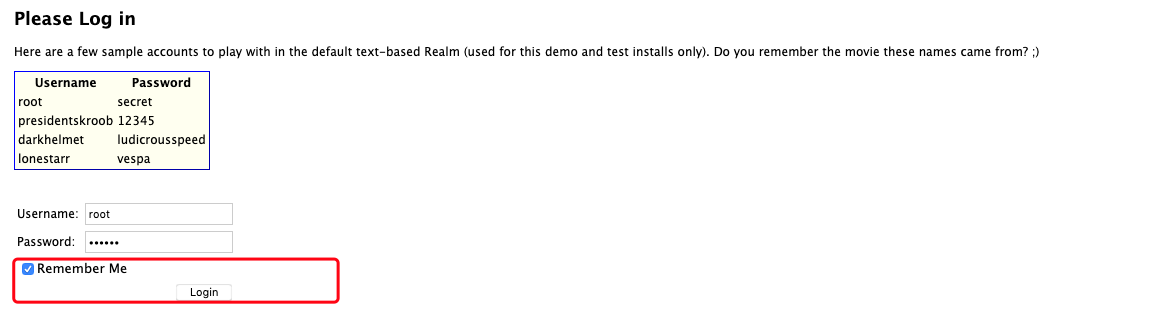 Please Log in
Here are a few sample accounts to play with in the default text-based Realm (used for this demo and test installs only). Do you remember the movie these names came from? ;)
Username Password
root secret
presidentskroob 12345
darkhelmet ludicrousspeed
lonestarr vespa
Username: root
Password: ••••••
Remember Me
Login